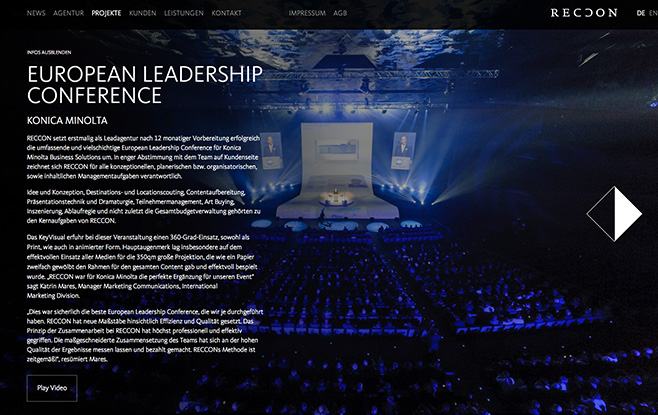 NEWS AGENTUR PROJEKTE KUNDEN LEISTUNGEN KONTAKT IMPRESSUM AGB RECCON DE EN
INFOS AUSBLENDEN
EUROPEAN LEADERSHIP
CONFERENCE
KONICA MINOLTA
RECCON setzt erstmalig als Leadagentur nach 12 monatiger Vorbereitung erfolgreich
die umfassende und vielschichtige European Leadership Conference für Konica
Minolta Business Solutions um. In enger Abstimmung mit dem Team auf Kundenseite
zeichnet sich RECCON für alle konzeptionellen, planerischen bzw. organisatorischen,
sowie inhaltlichen Managementaufgaben verantwortlich.
Idee und Konzeption, Destinations- und Locationscouting, Contentaufbereitung,
Präsentationstechnik und Dramaturgie, Teilnehmermanagement, Art Buying,
Inszenierung, Ablaufregie und nicht zuletzt die Gesamtbudgetverwaltung gehörten zu
den Kernaufgaben von RECCON.
Das KeyVisual erfuhr bei dieser Veranstaltung einen 360-Grad-Einsatz, sowohl als
Print, wie auch in animierter Form. Hauptaugenmerk lag insbesondere auf dem
effektvollen Einsatz aller Medien für die 350qm große Projektion, die wie ein Papier
zweifach gewölbt den Rahmen für den gesamten Content gab und effektvoll bespielt
wurde. „RECCON war für Konica Minolta die perfekte Ergänzung für unseren Event"
sagt Katrin Mares, Manager Marketing Communications, International
Marketing Division.
„Dies war sicherlich die beste European Leadership Conference, die wir je durchgeführt
haben. RECCON hat neue Maßstäbe hinsichtlich Effizienz und Qualität gesetzt. Das
Prinzip der Zusammenarbeit bei RECCON hat höchst professionell und effektiv
gegriffen. Die maßgeschneiderte Zusammensetzung des Teams hat sich an der hohen
Qualität der Ergebnisse messen lassen und bezahlt gemacht. RECCONs Methode ist
zeitgemäß!", resümiert Mares.
Play Video